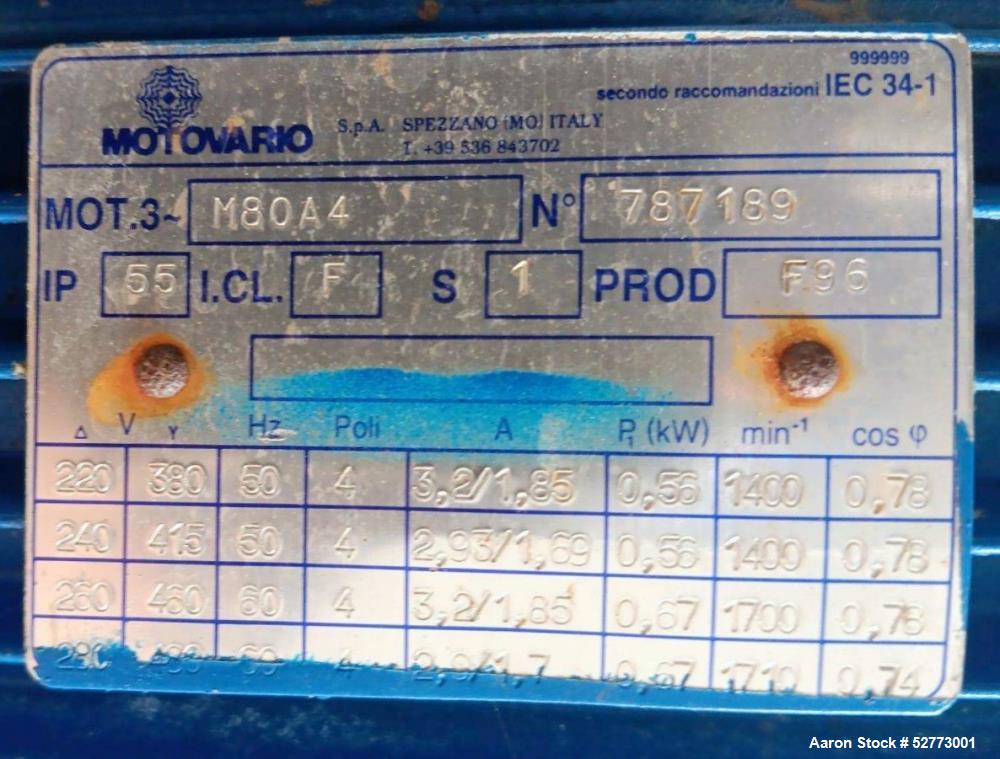 999999
secondo raccomandazioni IEC 34-1
MOTOVARIO S.p.A. SPEZZANO (MO) ITALY
T. +39 536 843702
MOT.3~ M80A4 N° 787189
IP 55 I.CL. F S 1 PROD F96
Δ V Y Hz Poli A P₁ (kW) min⁻¹ cos φ
220 380 50 4 3,2/1,85 0,56 1400 0,78
240 415 50 4 2,93/1,69 0,56 1400 0,78
260 460 60 4 3,2/1,85 0,67 1700 0,78
60 4 2,9/1,7 0,67 1710 0,74
Aaron Stock # 52773001